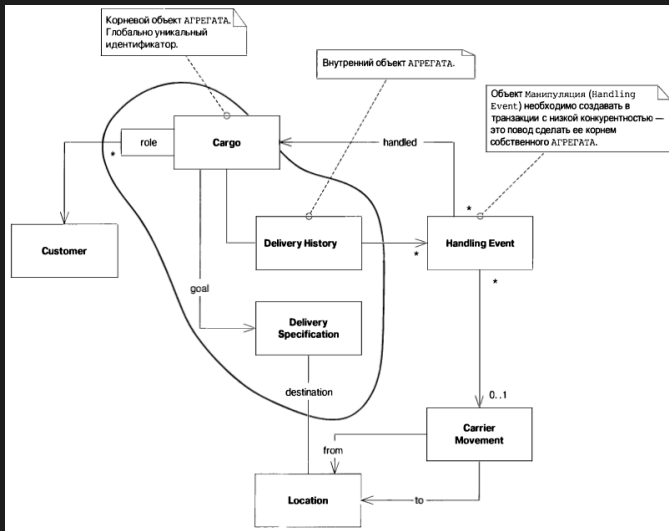 Корневой объект АГРЕГАТА.
Глобально уникальный
идентификатор.
Внутренний объект АГРЕГАТА.
Объект Манипуляция (Handling
Event) необходимо создавать в
транзакции с низкой конкурентностью —
это повод сделать ее корнем
собственного АГРЕГАТА.
role
*
Cargo
handled
*
Customer
Delivery History
*
Handling Event
*
goal
Delivery
Specification
destination
0..1
Carrier
Movement
from
Location
to